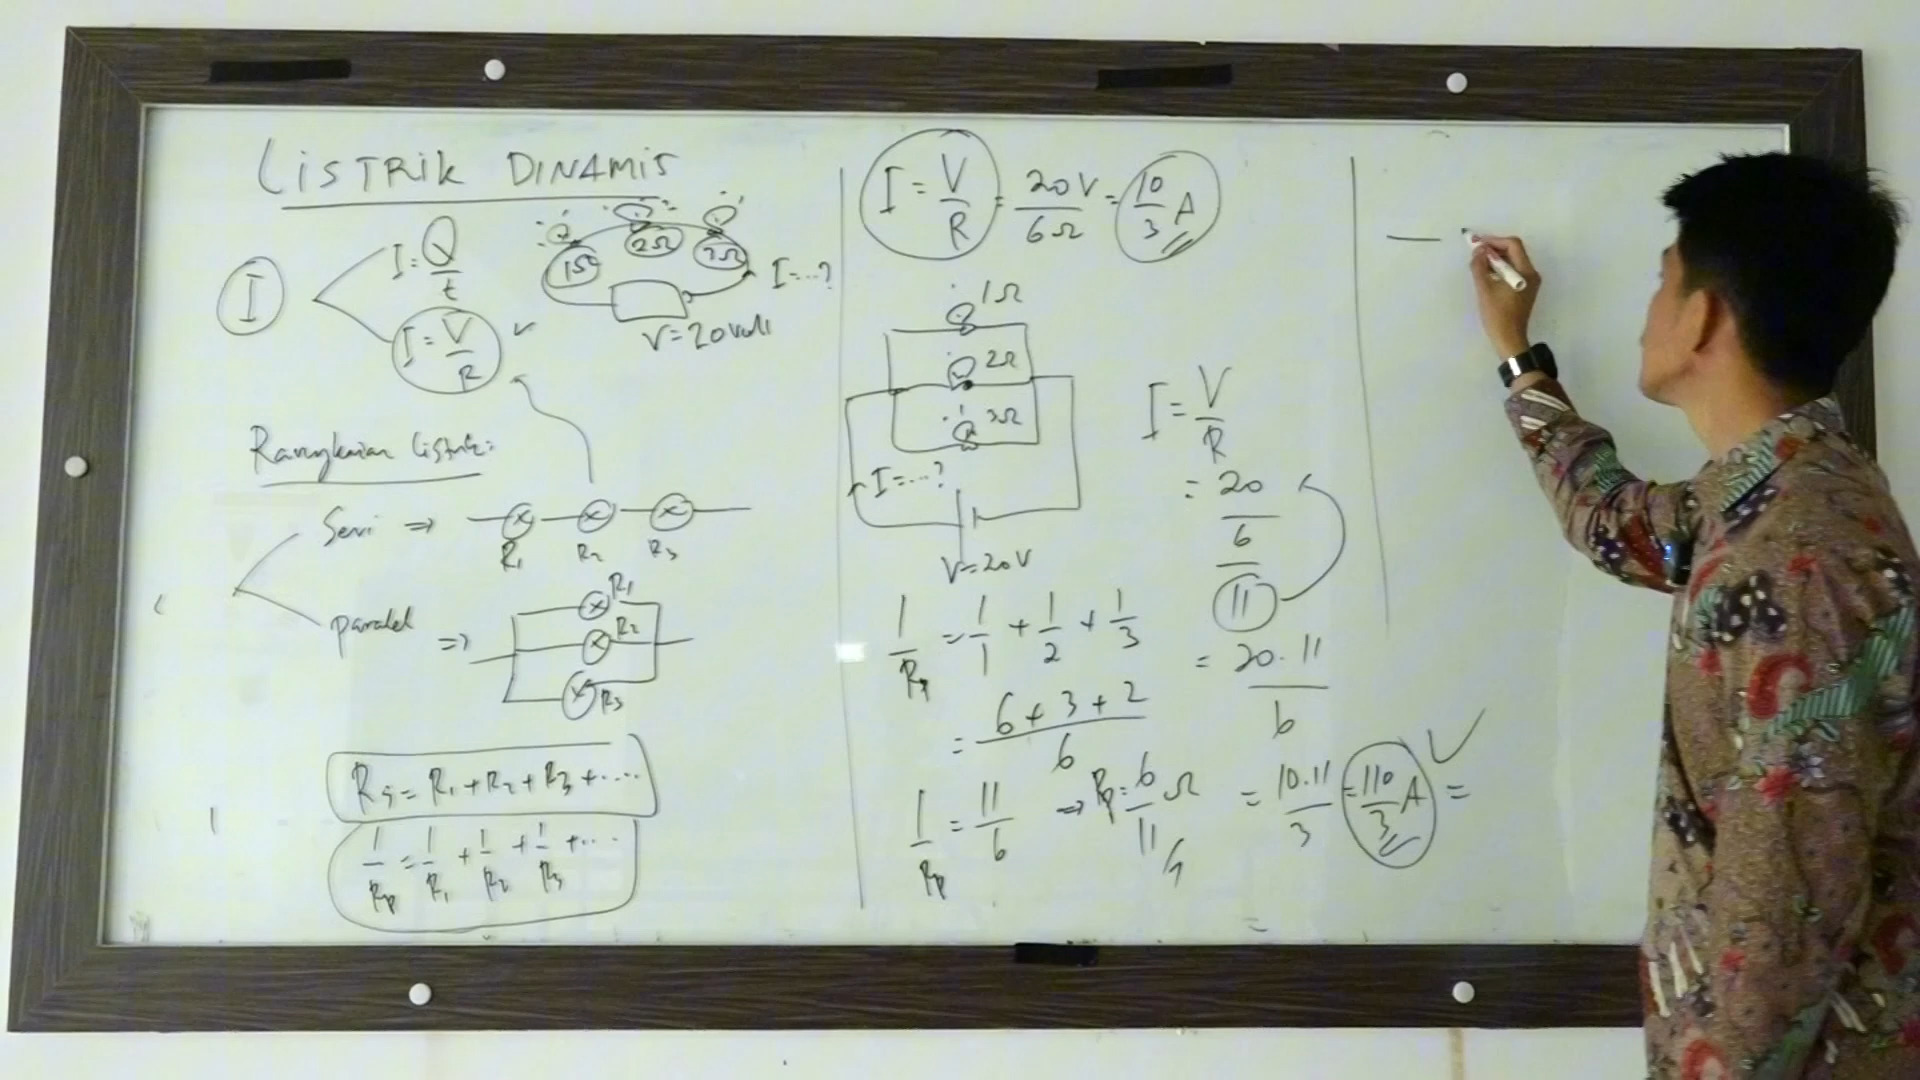 LISTRIK DINAMIS
I
I = Q/t
I = V/R
1Ω 2Ω 3Ω
I = ...?
V = 20 volt
Rangkaian Listrik:
Seri ⇒
R₁ R₂ R₃
Paralel ⇒
R₁
R₂
R₃
Rs = R₁ + R₂ + R₃ + ....
1/Rp = 1/R₁ + 1/R₂ + 1/R₃ + ....
I = V/R = 20V/6Ω = 10/3 A
1Ω
2Ω
3Ω
I = ...?
V = 20V
1/Rp = 1/1 + 1/2 + 1/3
= (6 + 3 + 2)/6
1/Rp = 11/6 ⇒ Rp = 6/11 Ω
I = V/R
= 20/(6/11)
= 20.11/6
= 10.11/3 = 110/3 A =